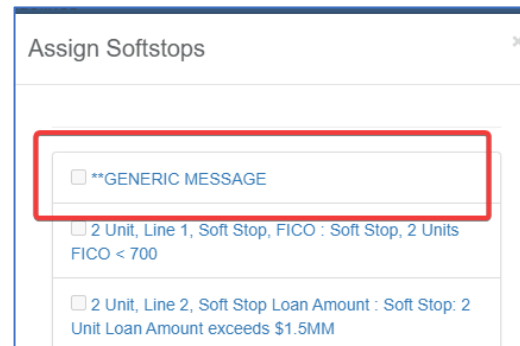 Assign Softstops
**GENERIC MESSAGE
2 Unit, Line 1, Soft Stop, FICO : Soft Stop, 2 Units
FICO < 700
2 Unit, Line 2, Soft Stop Loan Amount : Soft Stop: 2
Unit Loan Amount exceeds $1.5MM